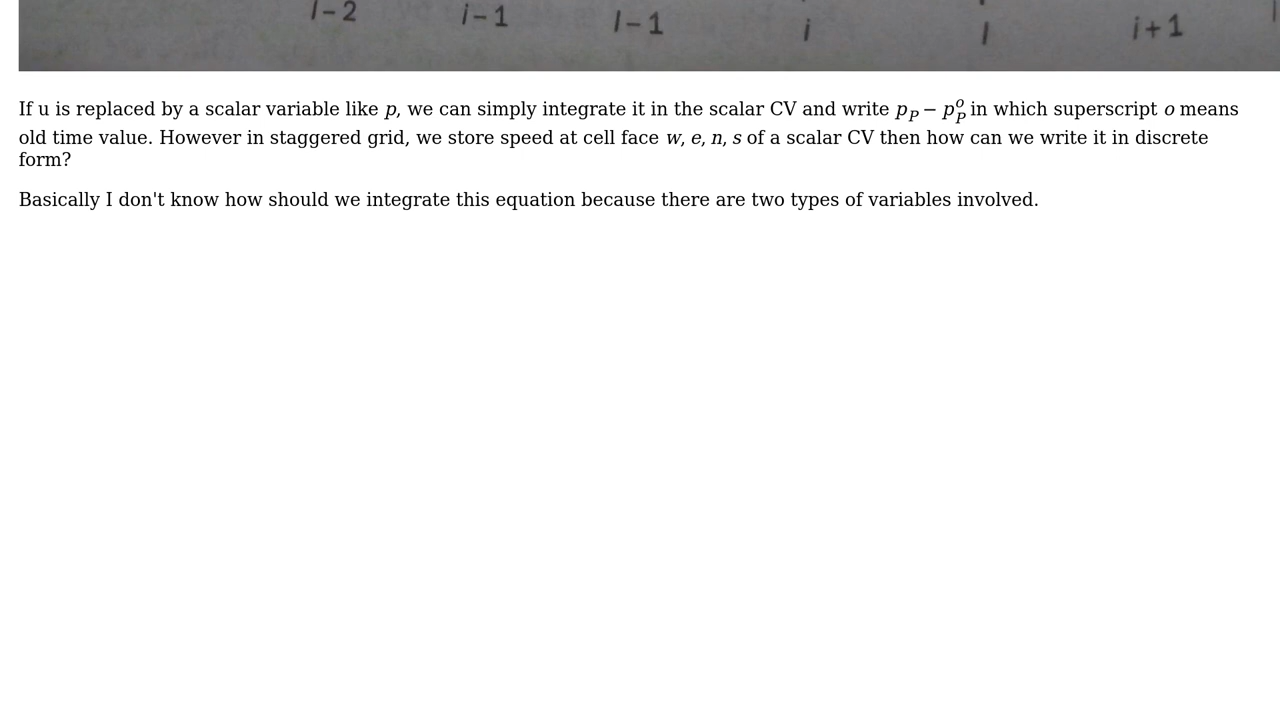 I-2 i-1 I-1 i I i+1
If u is replaced by a scalar variable like p, we can simply integrate it in the scalar CV and write p_P − p_P^o in which superscript o means
old time value. However in staggered grid, we store speed at cell face w, e, n, s of a scalar CV then how can we write it in discrete
form?
Basically I don't know how should we integrate this equation because there are two types of variables involved.